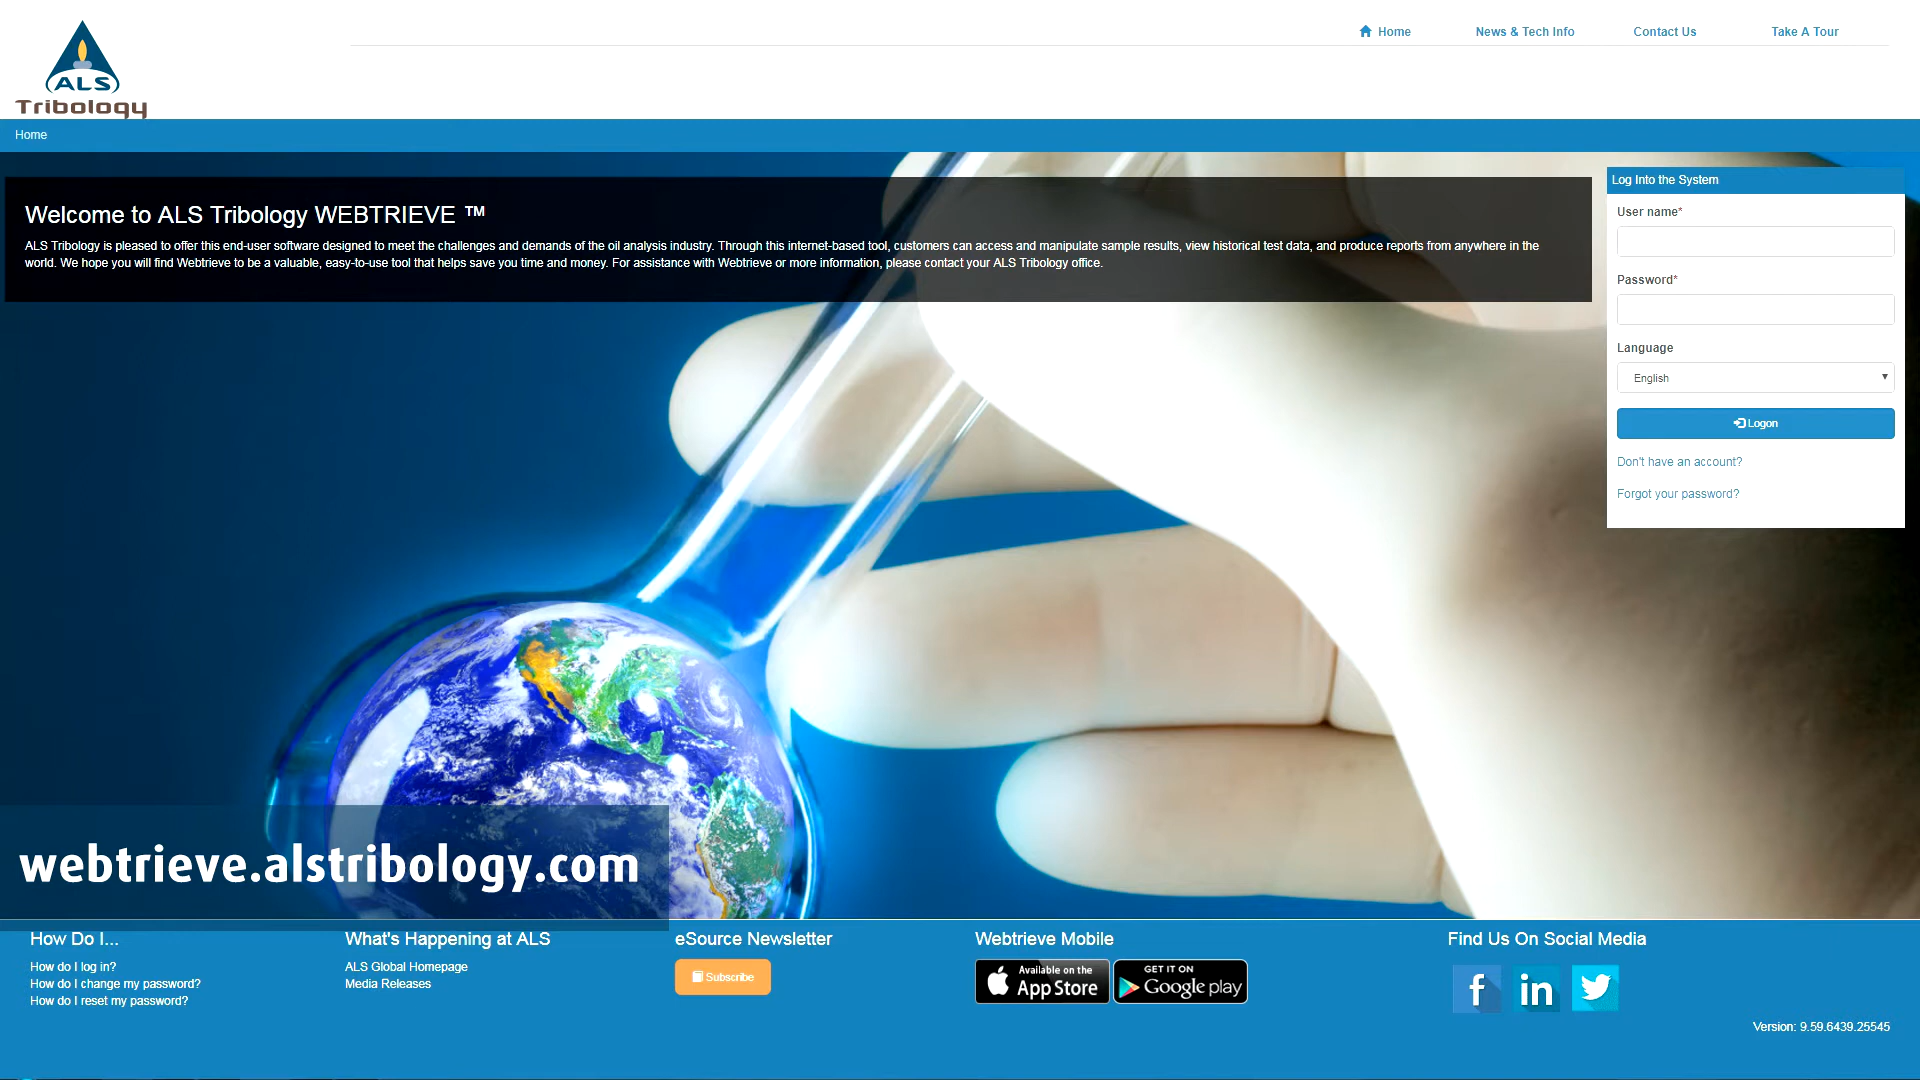 ALS
Tribology
Home
News & Tech Info
Contact Us
Take A Tour
Home
Welcome to ALS Tribology WEBTRIEVE ™
ALS Tribology is pleased to offer this end-user software designed to meet the challenges and demands of the oil analysis industry. Through this internet-based tool, customers can access and manipulate sample results, view historical test data, and produce reports from anywhere in the
world. We hope you will find Webtrieve to be a valuable, easy-to-use tool that helps save you time and money. For assistance with Webtrieve or more information, please contact your ALS Tribology office.
Log Into the System
User name*
Password*
Language
English
Logon
Don't have an account?
Forgot your password?
webtrieve.alstribology.com
How Do I...
How do I log in?
How do I change my password?
How do I reset my password?
What's Happening at ALS
ALS Global Homepage
Media Releases
eSource Newsletter
Subscribe
Webtrieve Mobile
Available on the
App Store
GET IT ON
Google play
Find Us On Social Media
f
in
Version: 9.59.6439.25545